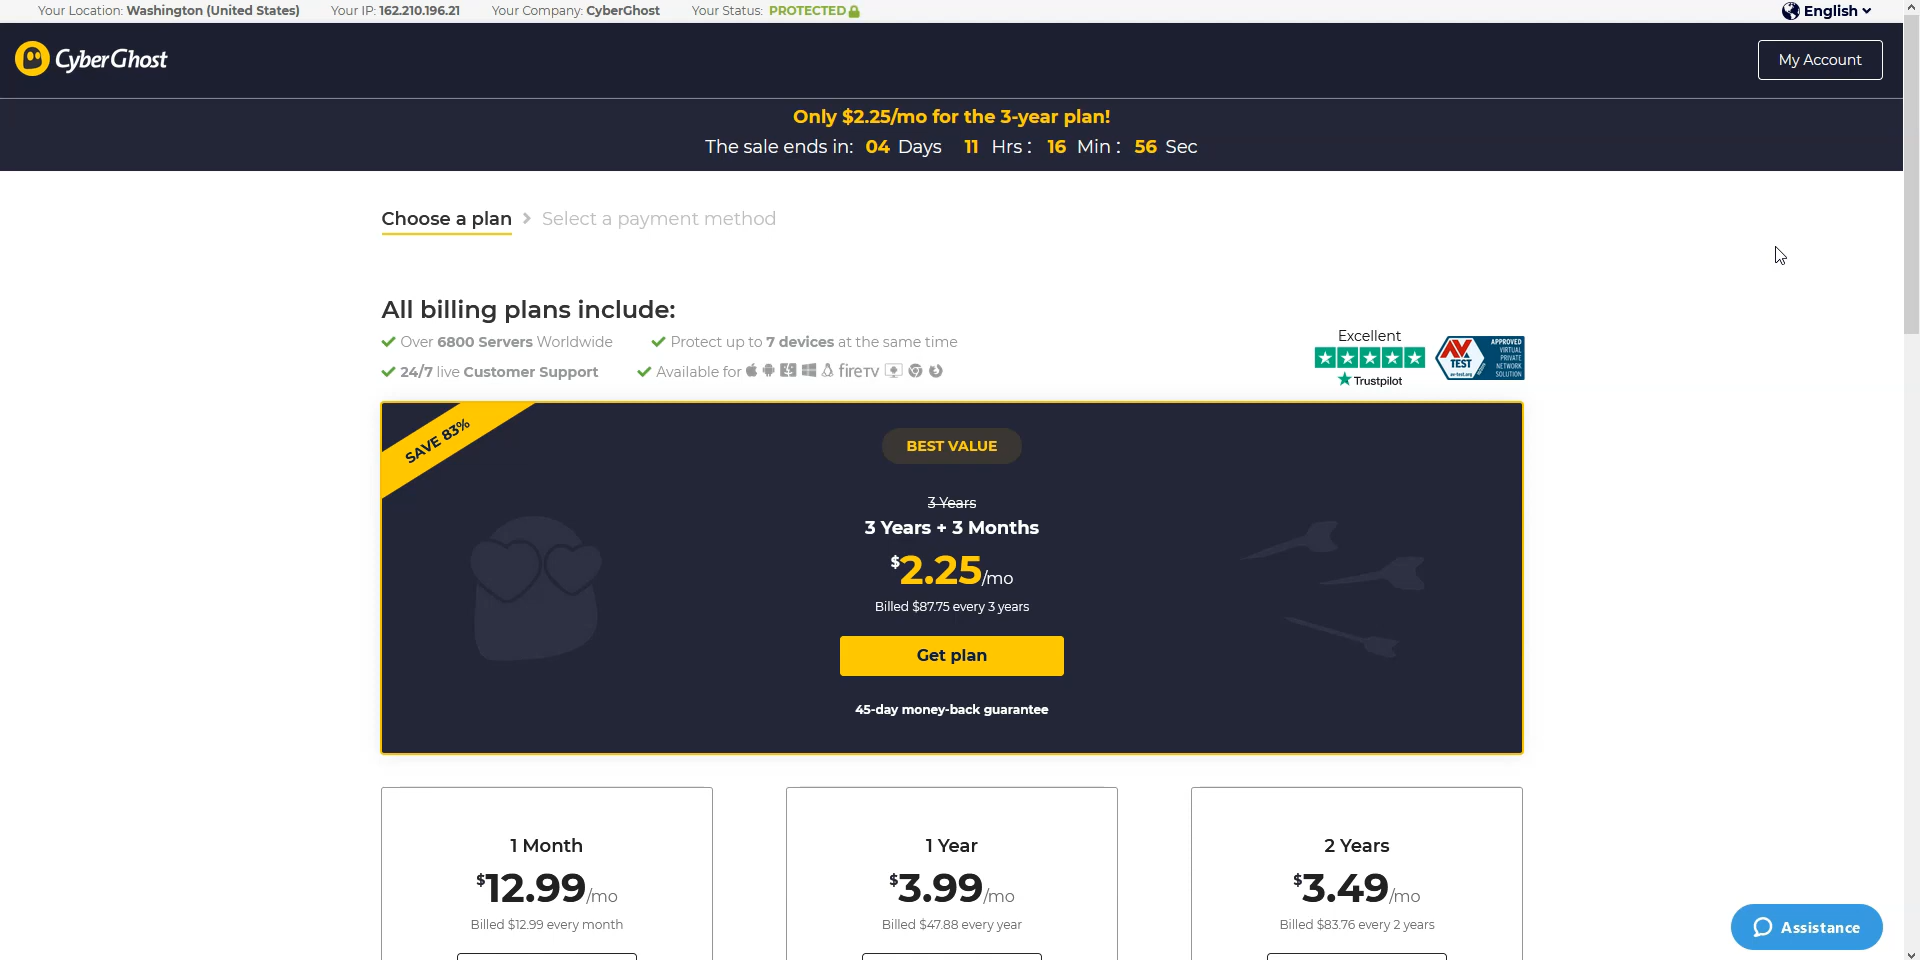 Your Location: Washington (United States) Your IP: 162.210.196.21 Your Company: CyberGhost Your Status: PROTECTED English
CyberGhost
My Account
Only $2.25/mo for the 3-year plan!
The sale ends in: 04 Days 11 Hrs : 16 Min : 56 Sec
Choose a plan > Select a payment method
All billing plans include:
Over 6800 Servers Worldwide Protect up to 7 devices at the same time
24/7 live Customer Support Available for fireTV
Excellent
Trustpilot
AV TEST
av-test.org
APPROVED
VIRTUAL
PRIVATE
NETWORK
SOLUTION
SAVE 83%
BEST VALUE
3 Years
3 Years + 3 Months
$2.25/mo
Billed $87.75 every 3 years
Get plan
45-day money-back guarantee
1 Month
$12.99/mo
Billed $12.99 every month
1 Year
$3.99/mo
Billed $47.88 every year
2 Years
$3.49/mo
Billed $83.76 every 2 years
Assistance